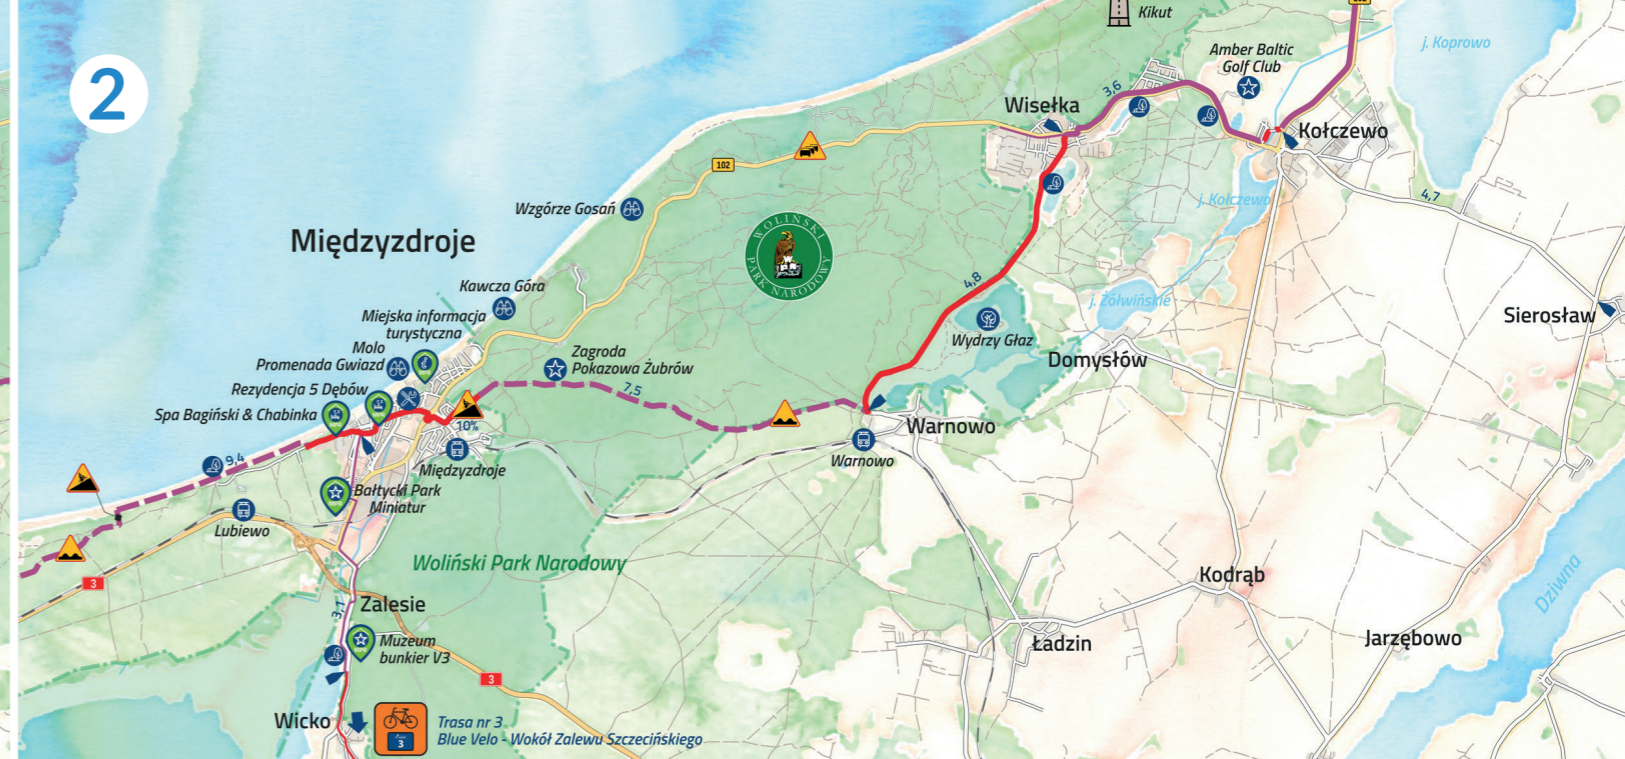 Kikut
j. Koprowo
Amber Baltic
Golf Club
2
3,6
Wisełka
Kołczewo
102
4,7
j. Kołczewo
Wzgórze Gosań
WOLIŃSKI
PARK NARODOWY
Międzyzdroje
4,8
Kawcza Góra
j. Żółwińskie
Sierosław
Miejska informacja
turystyczna
Wydrzy Głaz
Molo
Promenada Gwiazd
Zagroda
Pokazowa Żubrów
Domysłów
Rezydencja 5 Dębów
7,5
Spa Bagiński & Chabinka
10%
Warnowo
9,4
Międzyzdroje
Warnowo
Bałtycki Park
Miniatur
Lubiewo
Woliński Park Narodowy
Kodrąb
3
Dziwna
3,1
Zalesie
Jarzębowo
Muzeum
bunkier V3
Ładzin
3
Wicko
Trasa nr 3
3
Blue Velo - Wokół Zalewu Szczecińskiego